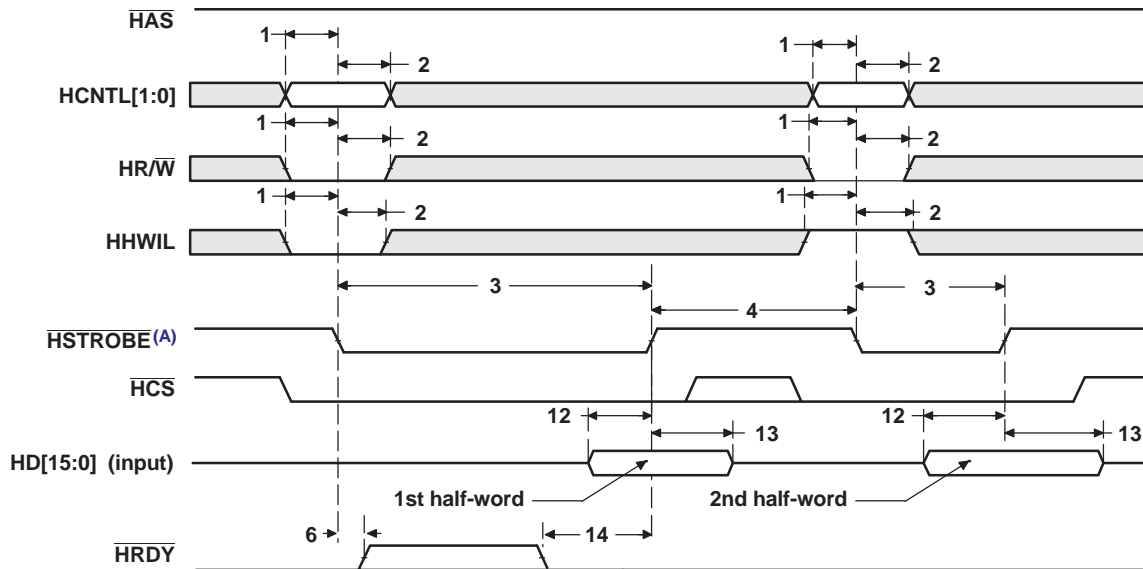 HAS
1
1
2
2
HCNTL[1:0]
1
1
2
2
HR/W
1
1
2
2
HHWIL
3
3
4
HSTROBE(A)
HCS
12
12
13
13
HD[15:0] (input)
1st half-word
2nd half-word
6
14
HRDY